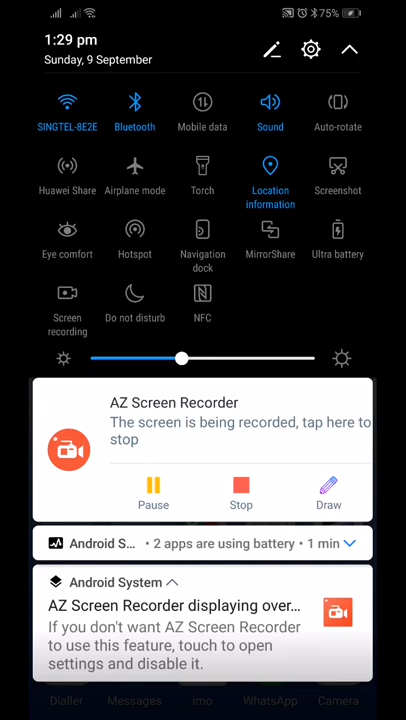 75%
1:29 pm
Sunday, 9 September
SINGTEL-8E2E
Bluetooth
Mobile data
Sound
Auto-rotate
Huawei Share
Airplane mode
Torch
Location
information
Screenshot
Eye comfort
Hotspot
Navigation
dock
MirrorShare
Ultra battery
Screen
recording
Do not disturb
NFC
AZ Screen Recorder
The screen is being recorded, tap here to
stop
Pause
Stop
Draw
Android S... • 2 apps are using battery • 1 min
Android System
AZ Screen Recorder displaying over...
If you don't want AZ Screen Recorder
to use this feature, touch to open
settings and disable it.
Dialler
Messages
imo
WhatsApp
Camera